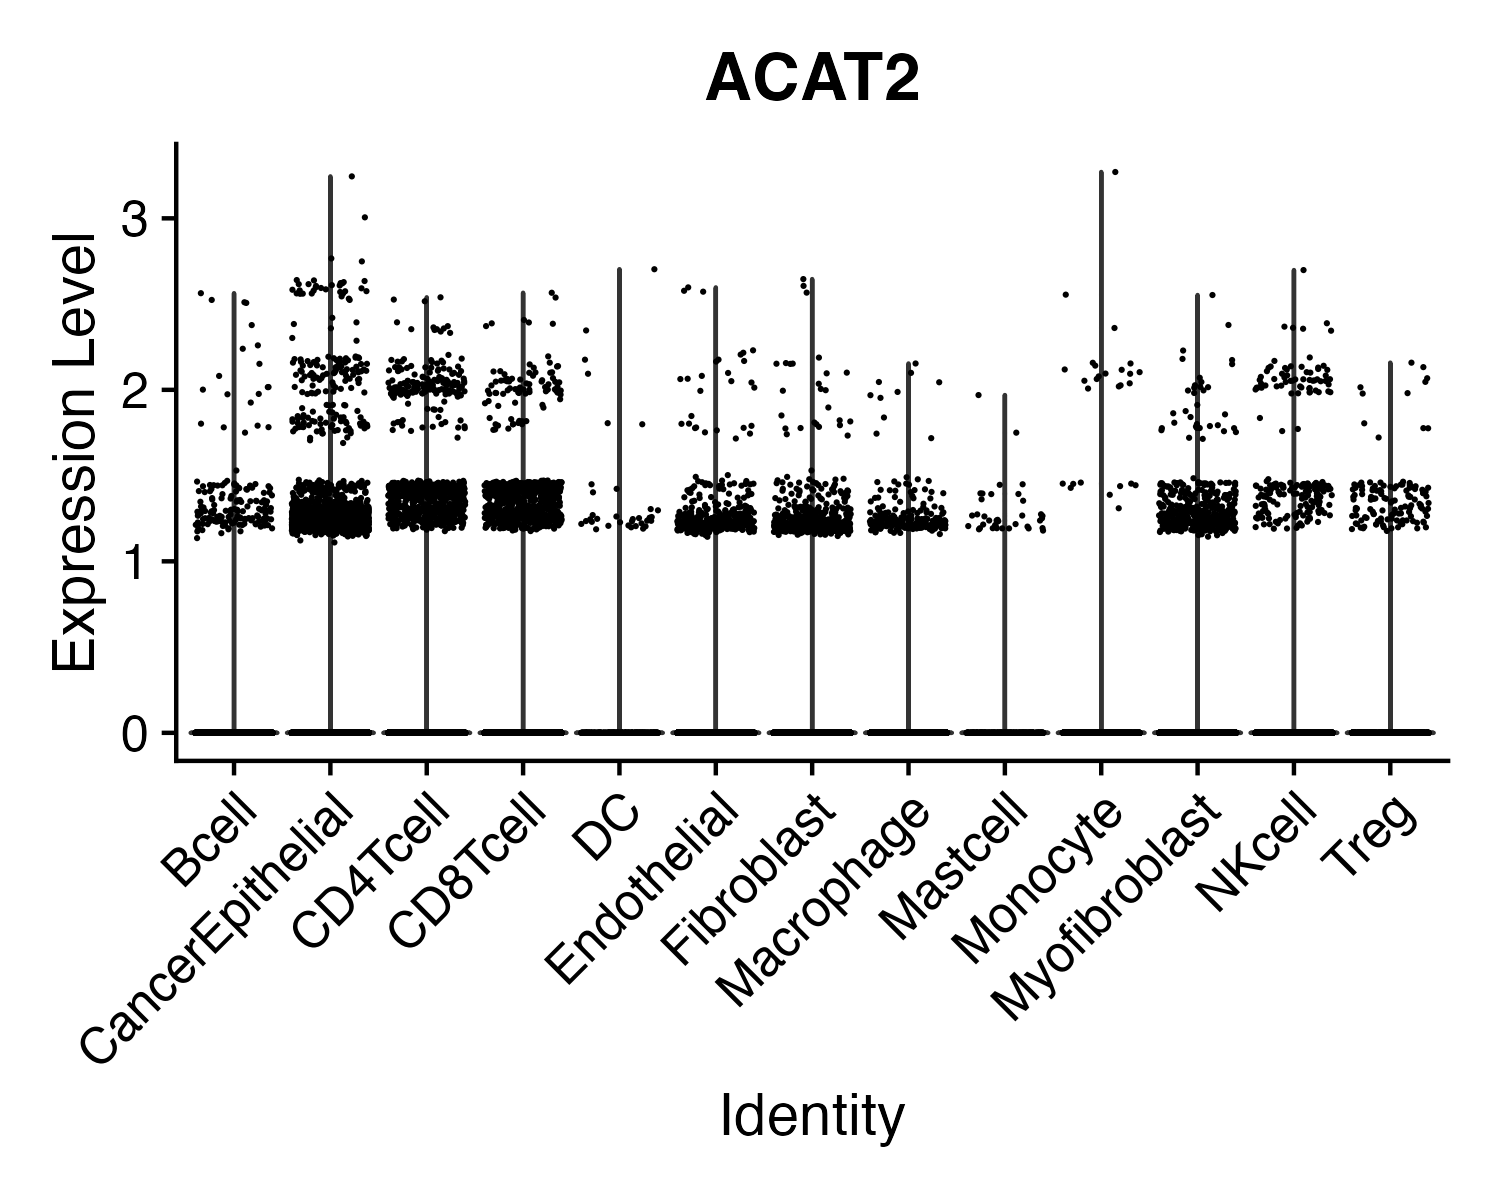 ACAT2
Expression Level
3
2
1
0
Bcell
CancerEpithelial
CD4Tcell
CD8Tcell
DC
Endothelial
Fibroblast
Macrophage
Mastcell
Monocyte
Myofibroblast
NKcell
Treg
Identity